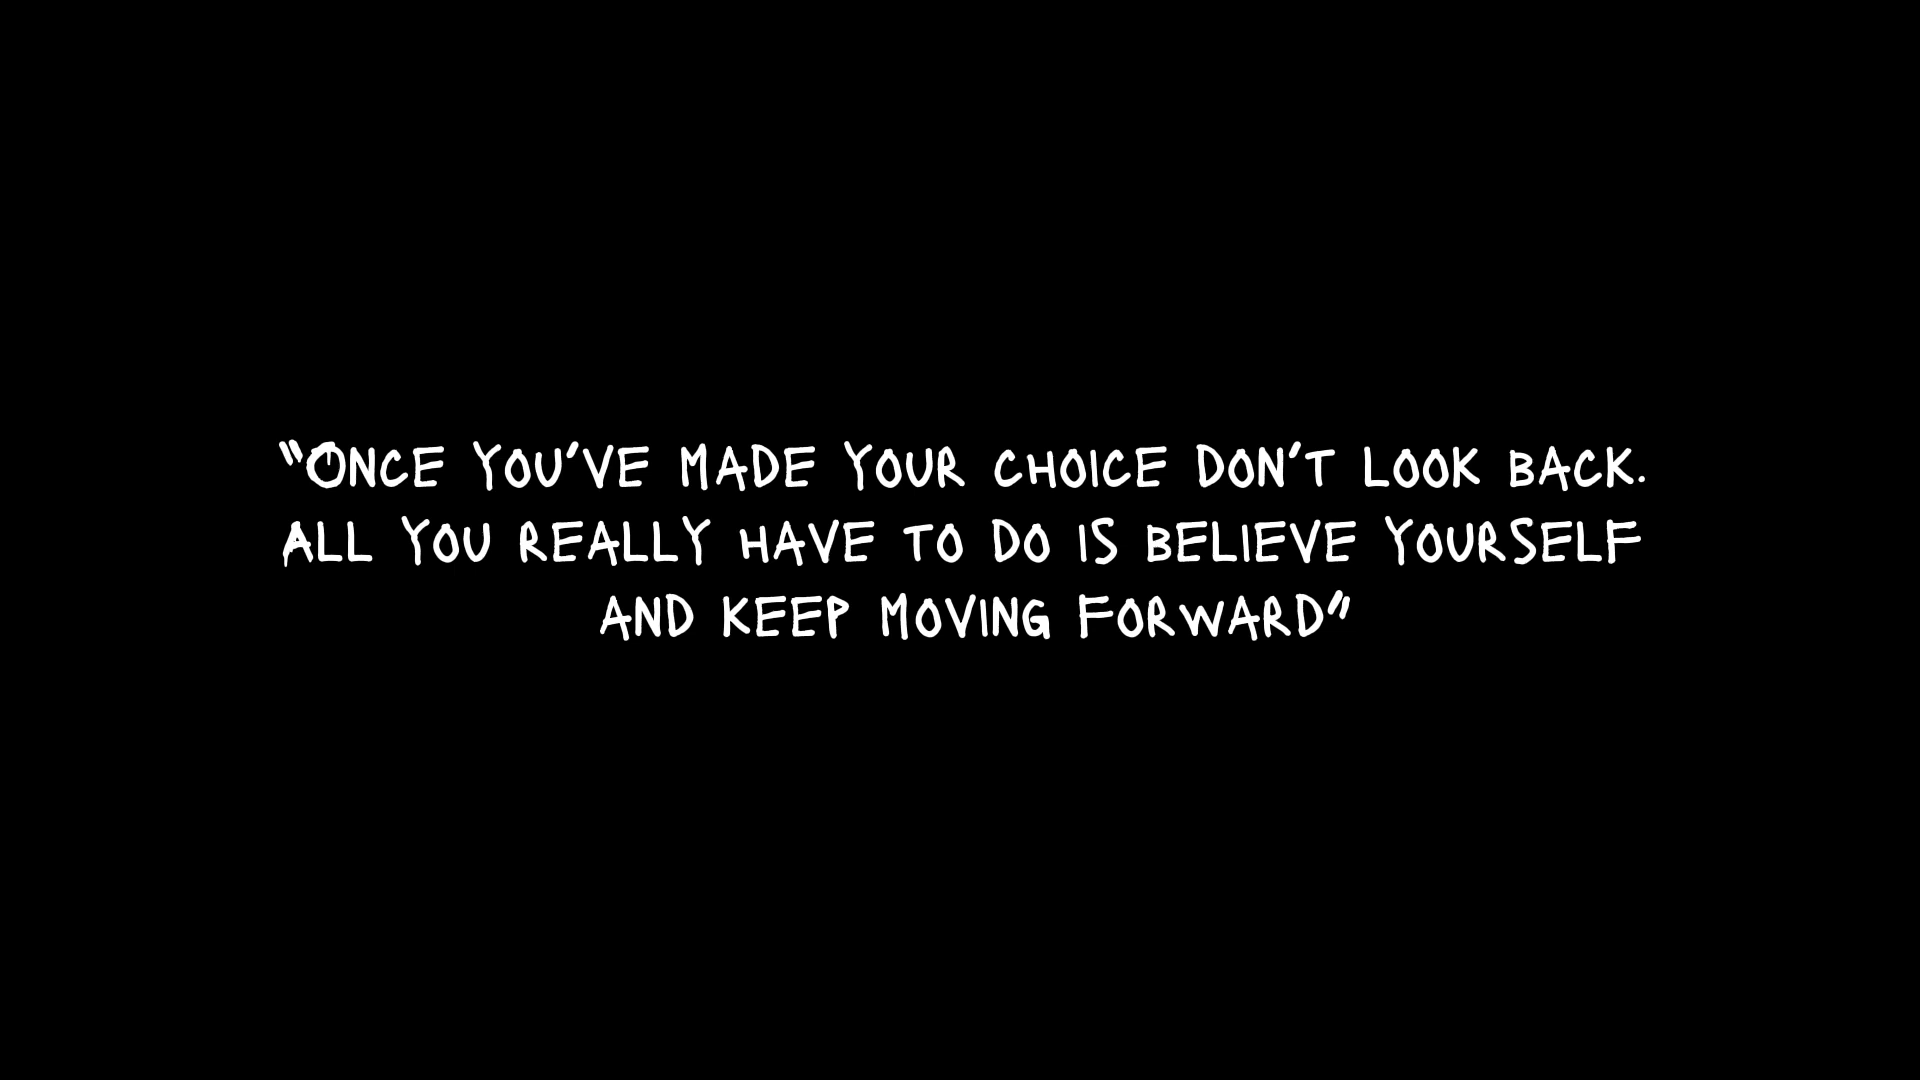 "ONCE YOU'VE MADE YOUR CHOICE DON'T LOOK BACK.
ALL YOU REALLY HAVE TO DO IS BELIEVE YOURSELF
AND KEEP MOVING FORWARD"